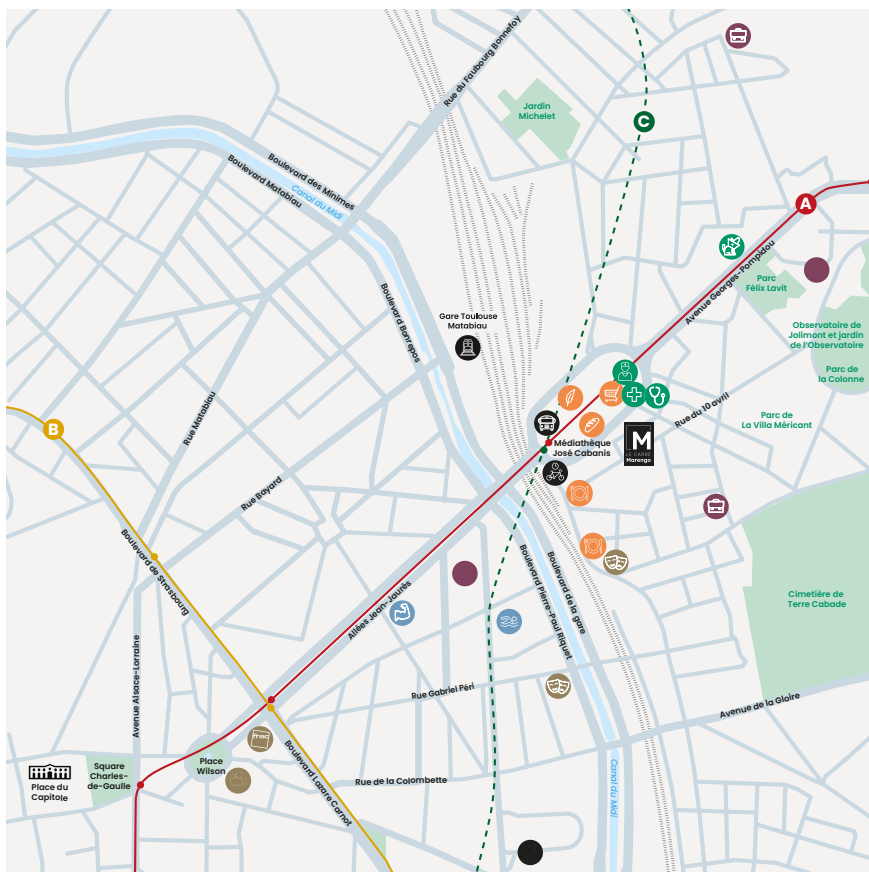 Rue du Faubourg Bonnefoy
Jardin
Michelet
C
Boulevard des Minimes
Boulevard Matabiau
Canal du Midi
A
Avenue Georges-Pompidou
Parc
Félix Lavit
Boulevard Bonrepos
Gare Toulouse
Matabiau
Observatoire de
Jolimont et jardin
de l'Observatoire
Parc de
la Colonne
Rue Matabiau
Rue du 10 avril
Parc de
La Villa Méricant
B
Médiathèque
José Cabanis
M
LE CARRÉ
Marengo
Rue Bayard
Boulevard de Strasbourg
Boulevard Pierre-Paul Riquet
Boulevard de la gare
Allées Jean-Jaurès
Cimetière de
Terre Cabade
Avenue Alsace-Lorraine
Rue Gabriel Péri
Avenue de la Gloire
fnac
Place
Wilson
Boulevard Lazare Carnot
Square
Charles-
de-Gaulle
Place du
Capitole
Rue de la Colombette
Canal du Midi